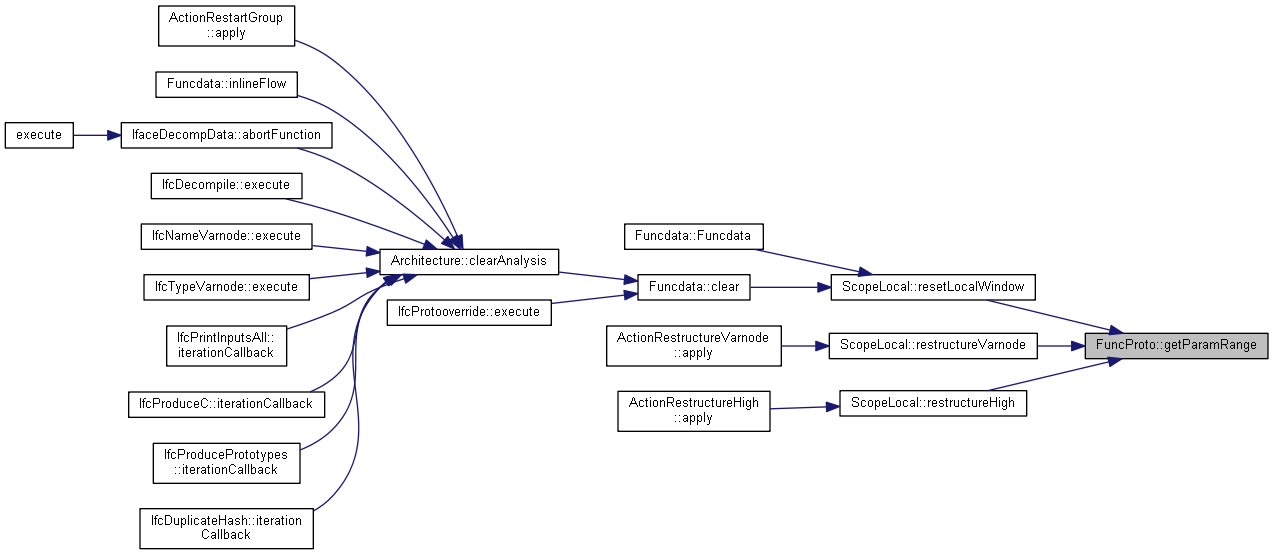 ActionRestartGroup
::apply
Funcdata::inlineFlow
execute
IfaceDecompData::abortFunction
IfcDecompile::execute
IfcNameVarnode::execute
IfcTypeVarnode::execute
IfcPrintInputsAll::
iterationCallback
IfcProduceC::iterationCallback
IfcProducePrototypes
::iterationCallback
IfcDuplicateHash::iteration
Callback
Architecture::clearAnalysis
IfcProtooverride::execute
Funcdata::Funcdata
Funcdata::clear
ActionRestructureVarnode
::apply
ActionRestructureHigh
::apply
ScopeLocal::resetLocalWindow
ScopeLocal::restructureVarnode
ScopeLocal::restructureHigh
FuncProto::getParamRange